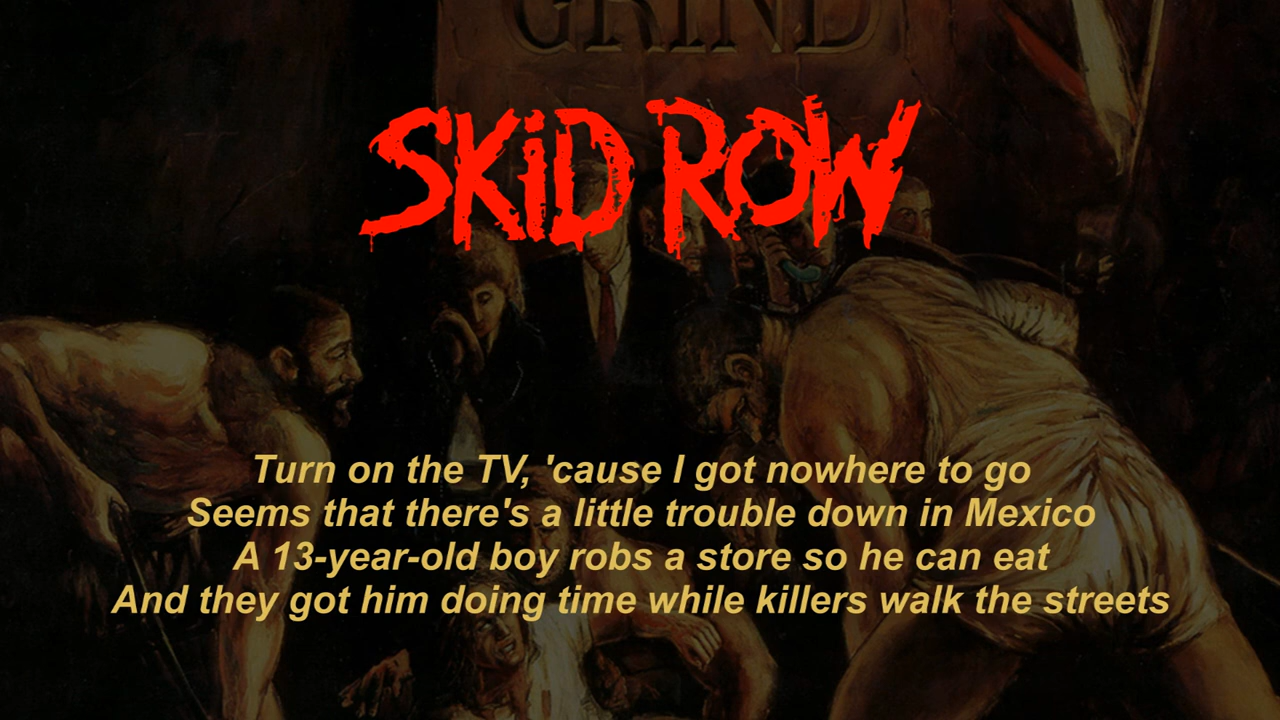 GRIND
SKiD ROW
Turn on the TV, 'cause I got nowhere to go
Seems that there's a little trouble down in Mexico
A 13-year-old boy robs a store so he can eat
And they got him doing time while killers walk the streets